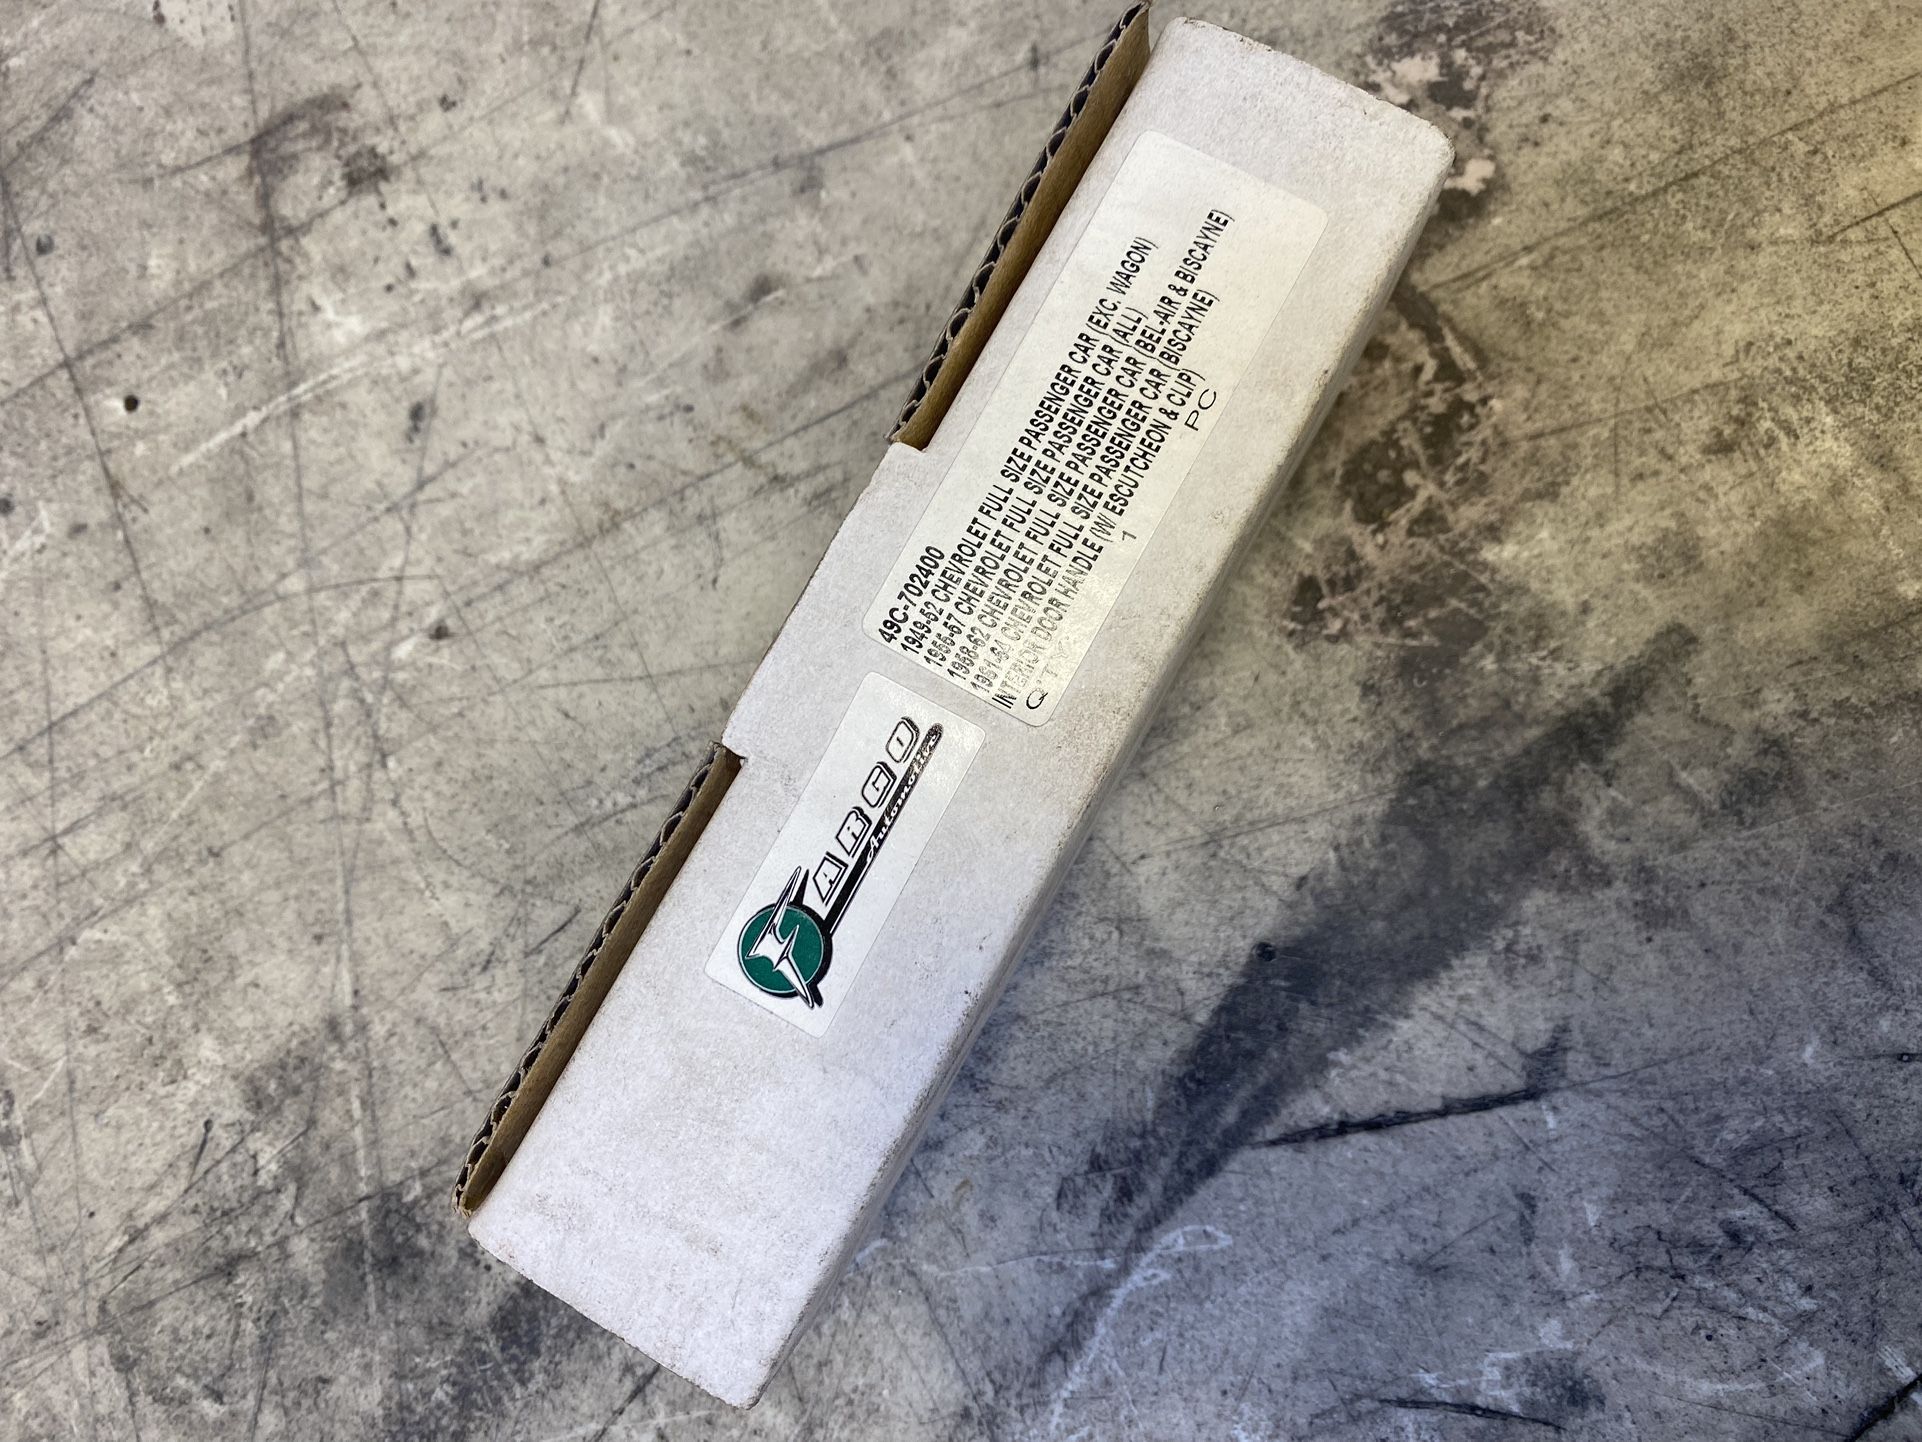 49C-702400
1949-52 CHEVROLET FULL SIZE PASSENGER CAR (EXC. WAGON)
1955-57 CHEVROLET FULL SIZE PASSENGER CAR (ALL)
1958-62 CHEVROLET FULL SIZE PASSENGER CAR (BEL-AIR & BISCAYNE)
1961-64 CHEVROLET FULL SIZE PASSENGER CAR (BISCAYNE)
INTERIOR DOOR HANDLE (W/ ESCUTCHEON & CLIP)
Q'TY 1 PC
ARGO
Automotive